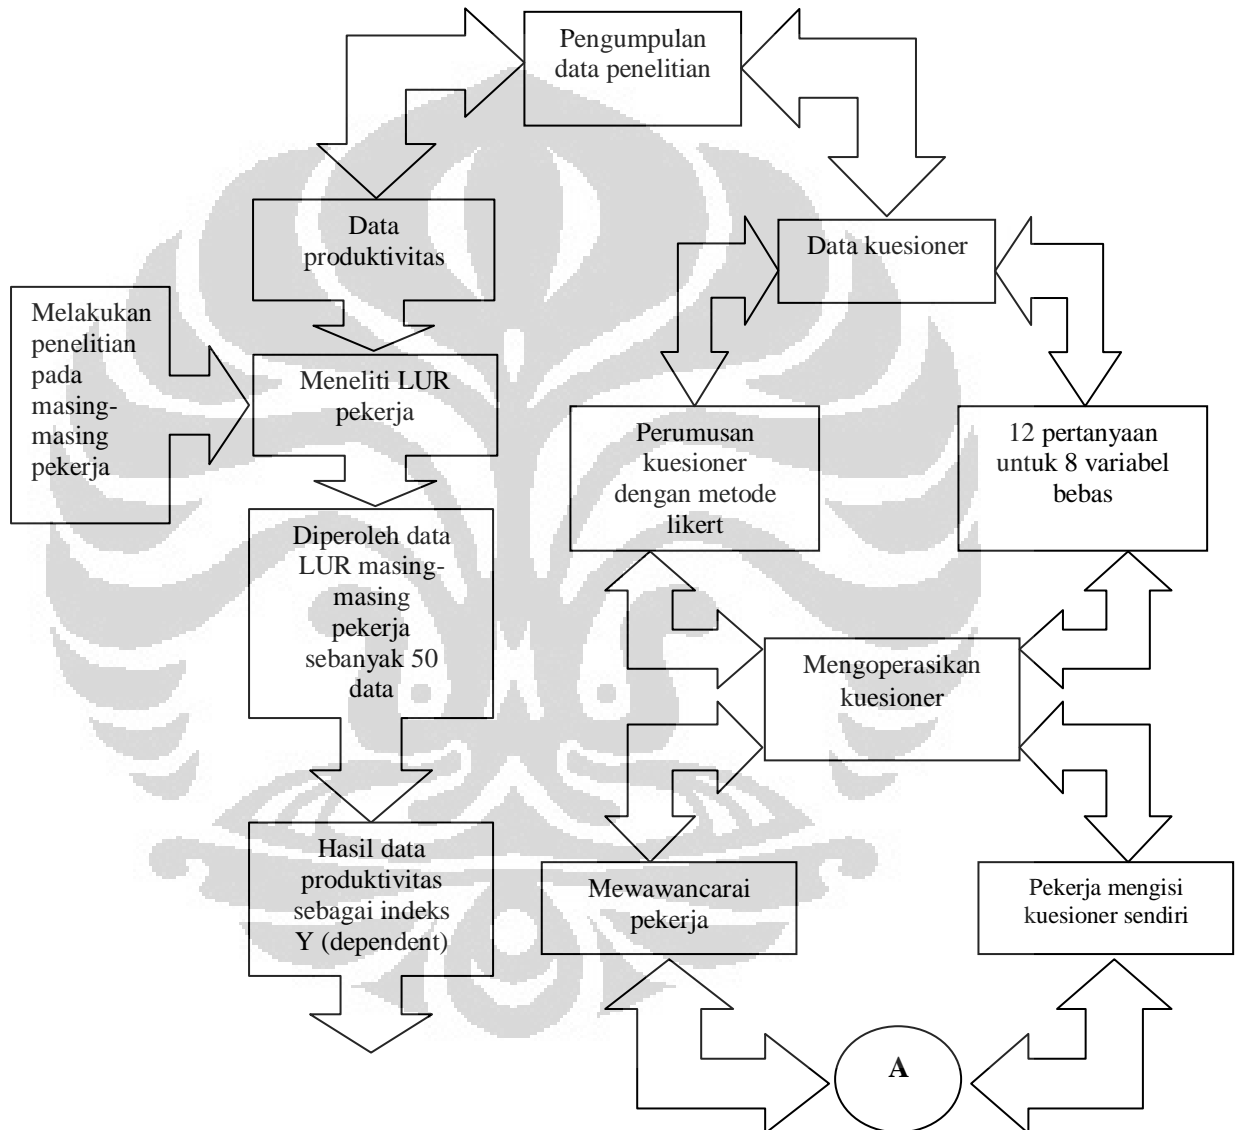 Pengumpulan
data penelitian
Data
produktivitas
Data kuesioner
Melakukan
penelitian
pada
masing-
masing
pekerja
Meneliti LUR
pekerja
Perumusan
kuesioner
dengan metode
likert
12 pertanyaan
untuk 8 variabel
bebas
Diperoleh data
LUR masing-
masing
pekerja
sebanyak 50
data
Mengoperasikan
kuesioner
Hasil data
produktivitas
sebagai indeks
Y (dependent)
Mewawancarai
pekerja
Pekerja mengisi
kuesioner sendiri
A